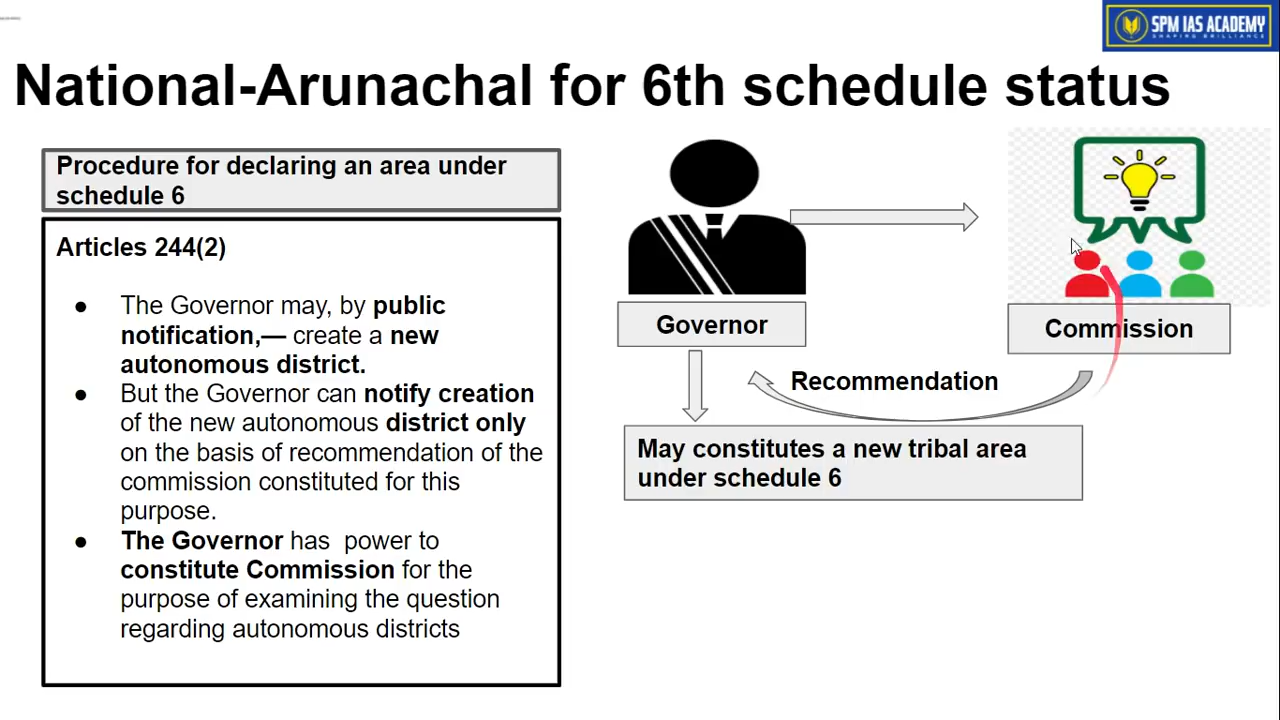 SPM IAS ACADEMY
SHAPING BRILLIANCE
National-Arunachal for 6th schedule status
Procedure for declaring an area under
schedule 6
Articles 244(2)
● The Governor may, by public
notification,— create a new
autonomous district.
● But the Governor can notify creation
of the new autonomous district only
on the basis of recommendation of the
commission constituted for this
purpose.
● The Governor has power to
constitute Commission for the
purpose of examining the question
regarding autonomous districts
Governor
Commission
Recommendation
May constitutes a new tribal area
under schedule 6